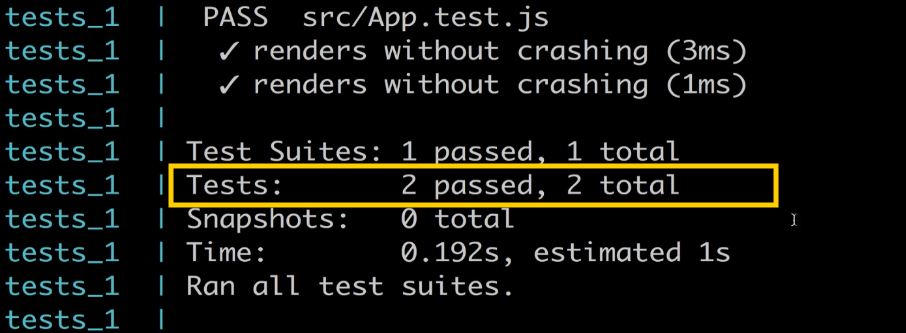 tests_1 | PASS src/App.test.js
tests_1 | ✓ renders without crashing (3ms)
tests_1 | ✓ renders without crashing (1ms)
tests_1 |
tests_1 | Test Suites: 1 passed, 1 total
tests_1 | Tests: 2 passed, 2 total
tests_1 | Snapshots: 0 total
tests_1 | Time: 0.192s, estimated 1s
tests_1 | Ran all test suites.
tests_1 |